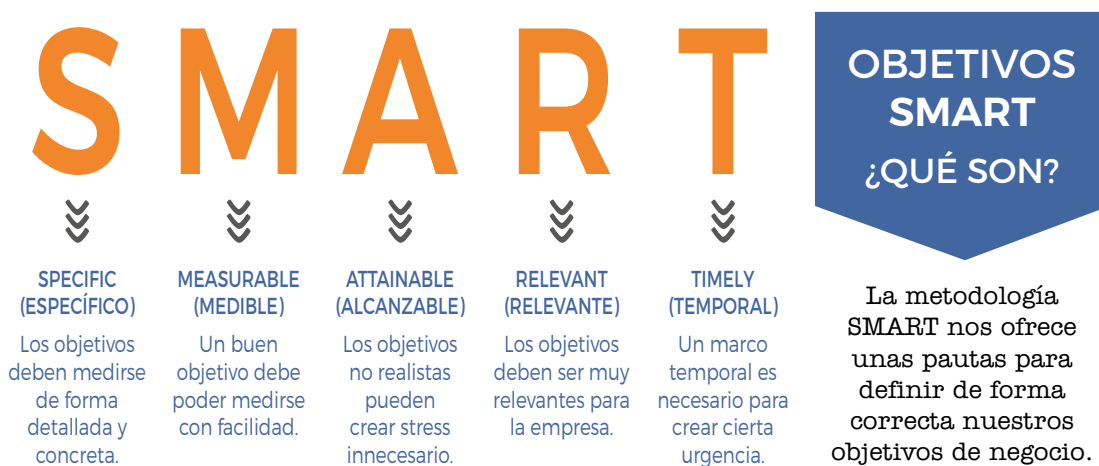 SMART
SPECIFIC
(ESPECÍFICO)
Los objetivos
deben medirse
de forma
detallada y
concreta.
MEASURABLE
(MEDIBLE)
Un buen
objetivo debe
poder medirse
con facilidad.
ATTAINABLE
(ALCANZABLE)
Los objetivos
no realistas
pueden
crear stress
innecesario.
RELEVANT
(RELEVANTE)
Los objetivos
deben ser muy
relevantes para
la empresa.
TIMELY
(TEMPORAL)
Un marco
temporal es
necesario para
crear cierta
urgencia.
OBJETIVOS
SMART
¿QUÉ SON?
La metodología
SMART nos ofrece
unas pautas para
definir de forma
correcta nuestros
objetivos de negocio.